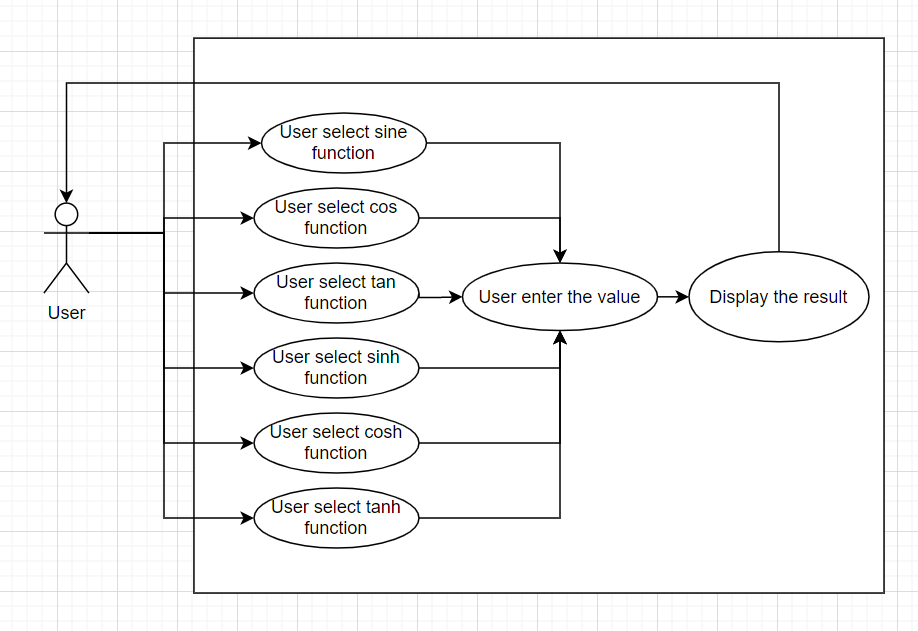 User select sine
function
User select cos
function
User select tan
function
User select sinh
function
User select cosh
function
User select tanh
function
User enter the value
Display the result
User